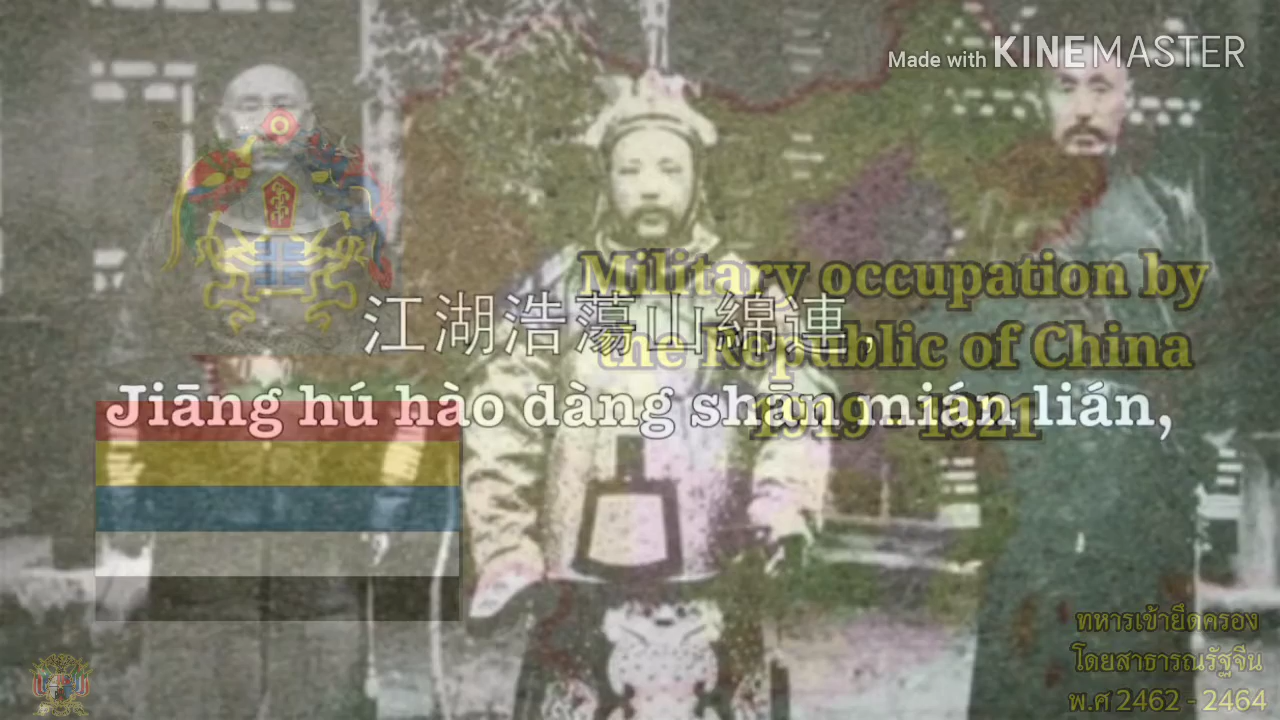 Made with KINEMASTER
Military occupation by
the Republic of China
1919 - 1921
江湖浩蕩山綿連,
Jiāng hú hào dàng shān mián lián,
ทหารเข้ายึดครอง
โดยสาธารณรัฐจีน
พ.ศ 2462 - 2464